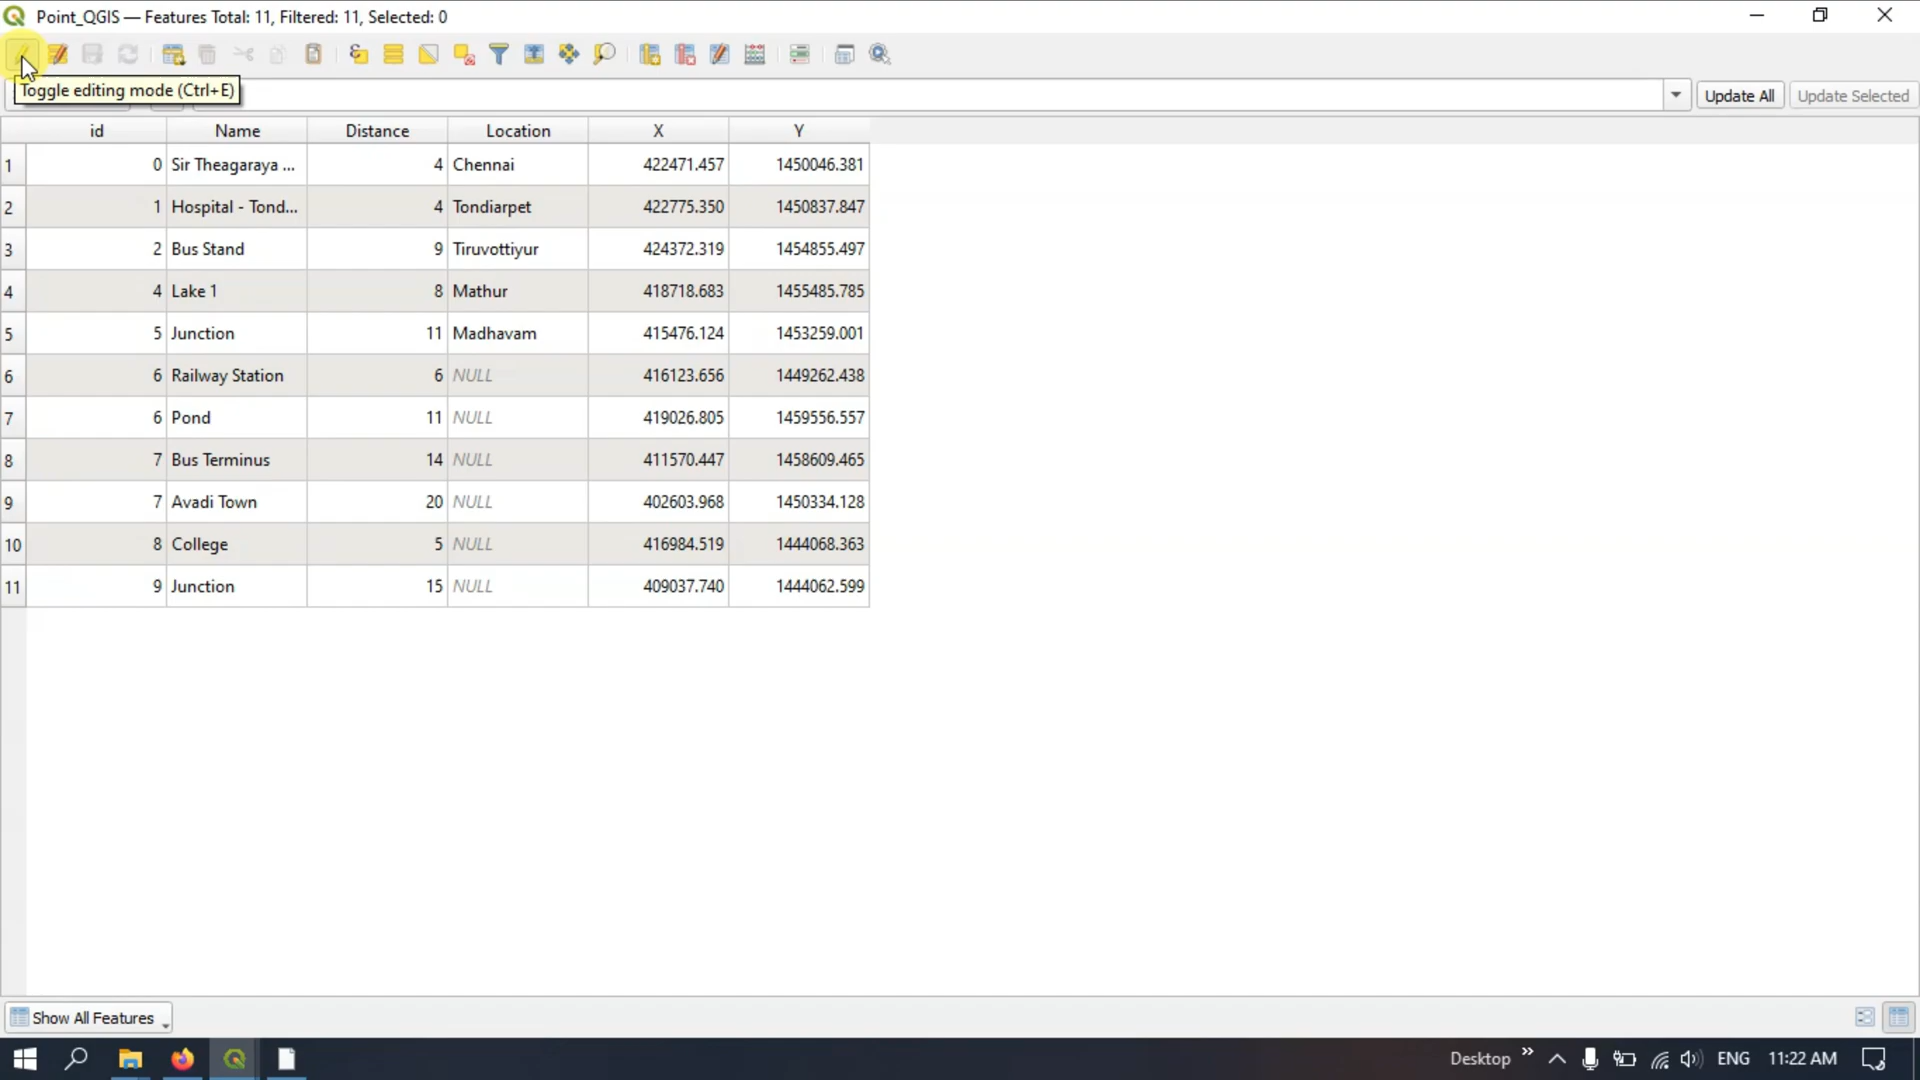 Point_QGIS — Features Total: 11, Filtered: 11, Selected: 0
Toggle editing mode (Ctrl+E)
Update All Update Selected
id Name Distance Location X Y
1 0 Sir Theagaraya ... 4 Chennai 422471.457 1450046.381
2 1 Hospital - Tond... 4 Tondiarpet 422775.350 1450837.847
3 2 Bus Stand 9 Tiruvottiyur 424372.319 1454855.497
4 4 Lake 1 8 Mathur 418718.683 1455485.785
5 5 Junction 11 Madhavam 415476.124 1453259.001
6 6 Railway Station 6 NULL 416123.656 1449262.438
7 6 Pond 11 NULL 419026.805 1459556.557
8 7 Bus Terminus 14 NULL 411570.447 1458609.465
9 7 Avadi Town 20 NULL 402603.968 1450334.128
10 8 College 5 NULL 416984.519 1444068.363
11 9 Junction 15 NULL 409037.740 1444062.599
Show All Features
Desktop » ENG 11:22 AM